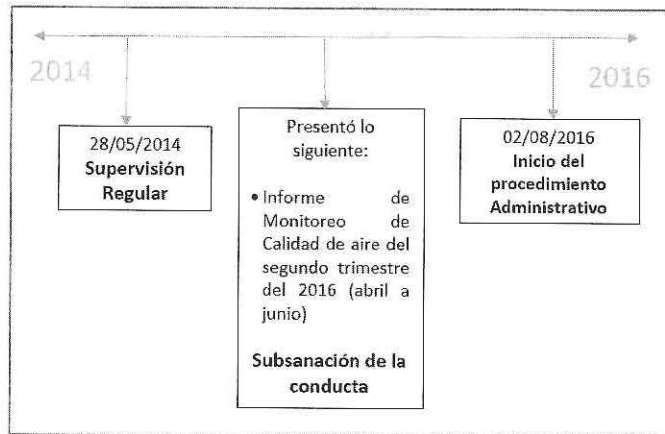 2014
2016
28/05/2014
Supervisión
Regular
Presentó lo
siguiente:
• Informe de
Monitoreo de
Calidad de aire del
segundo trimestre
del 2016 (abril a
junio)
Subsanación de la
conducta
02/08/2016
Inicio del
procedimiento
Administrativo